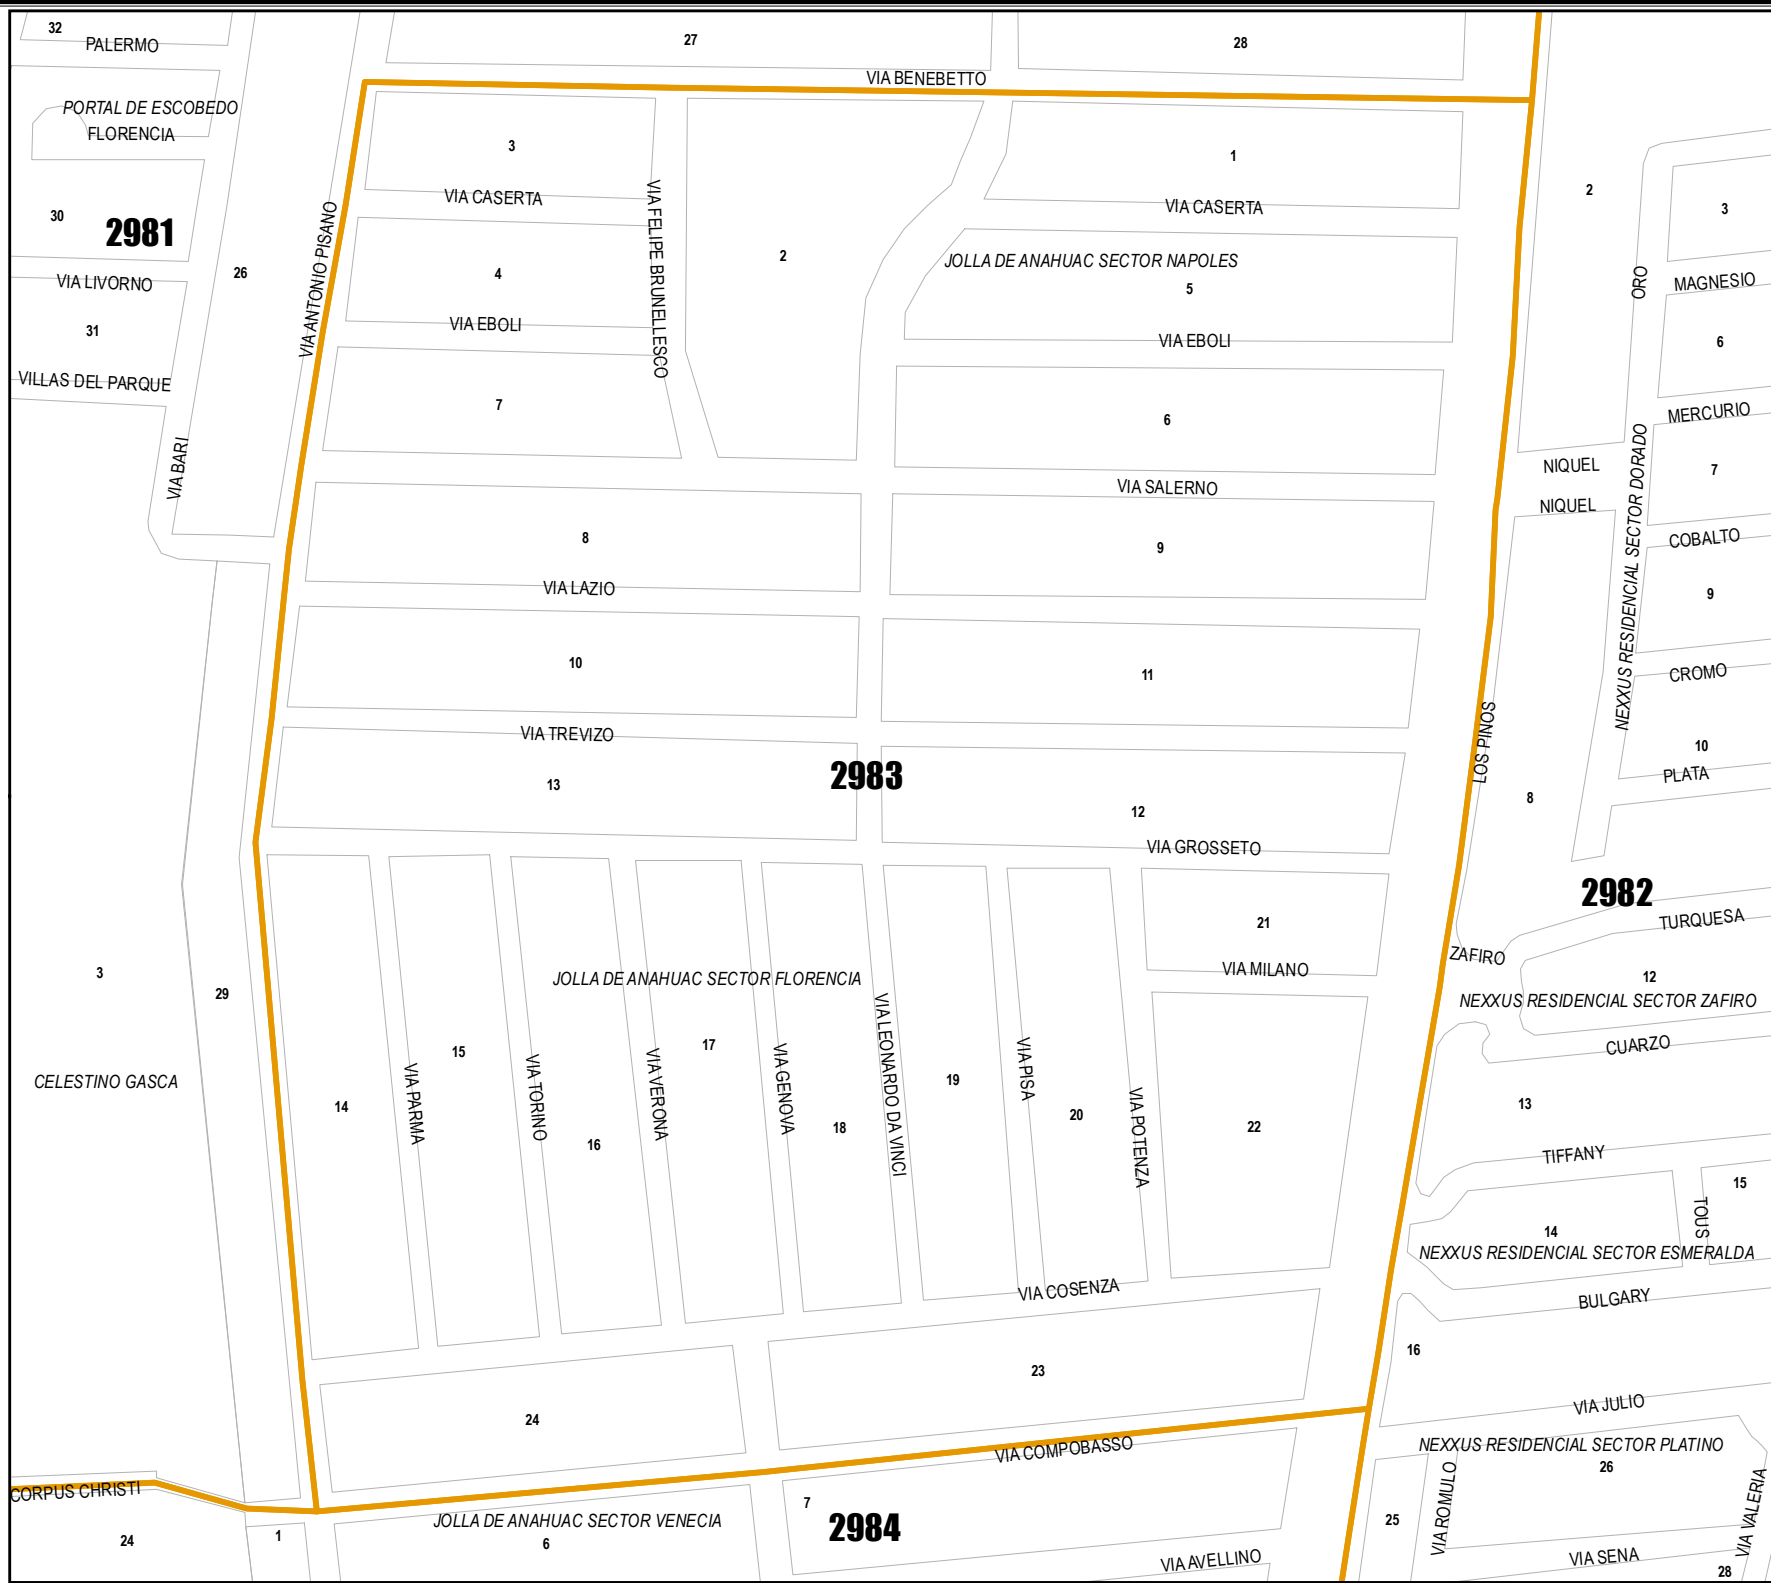 32
PALERMO
27
28
VIA BENEBETTO
PORTAL DE ESCOBEDO
FLORENCIA
3
1
2
30
2981
VIA CASERTA
VIA CASERTA
3
VIA ANTONIO PISANO
VIA FELIPE BRUNELLESCO
26
4
2
JOLLA DE ANAHUAC SECTOR NAPOLES
5
ORO
MAGNESIO
VIA LIVORNO
31
VIA EBOLI
VIA EBOLI
6
VILLAS DEL PARQUE
7
6
MERCURIO
VIA BARI
NIQUEL
7
VIA SALERNO
NIQUEL
NEXXUS RESIDENCIAL SECTOR DORADO
8
9
COBALTO
VIA LAZIO
9
10
11
CROMO
VIA TREVIZO
LOS PINOS
10
PLATA
13
2983
12
8
VIA GROSSETO
2982
21
TURQUESA
ZAFIRO
3
29
JOLLA DE ANAHUAC SECTOR FLORENCIA
VIA MILANO
12
NEXXUS RESIDENCIAL SECTOR ZAFIRO
CELESTINO GASCA
15
17
CUARZO
14
VIA PARMA
VIA TORINO
16
VIA VERONA
VIA GENOVA
18
VIA LEONARDO DA VINCI
19
VIA PISA
20
VIA POTENZA
22
13
TIFFANY
15
TOUS
14
NEXXUS RESIDENCIAL SECTOR ESMERALDA
VIA COSENZA
BULGARY
23
16
24
VIA JULIO
VIA COMPOBASSO
NEXXUS RESIDENCIAL SECTOR PLATINO
26
CORPUS CHRISTI
VIA ROMULO
VIA VALERIA
7
JOLLA DE ANAHUAC SECTOR VENECIA
2984
25
24
1
6
VIA AVELLINO
VIA SENA
28